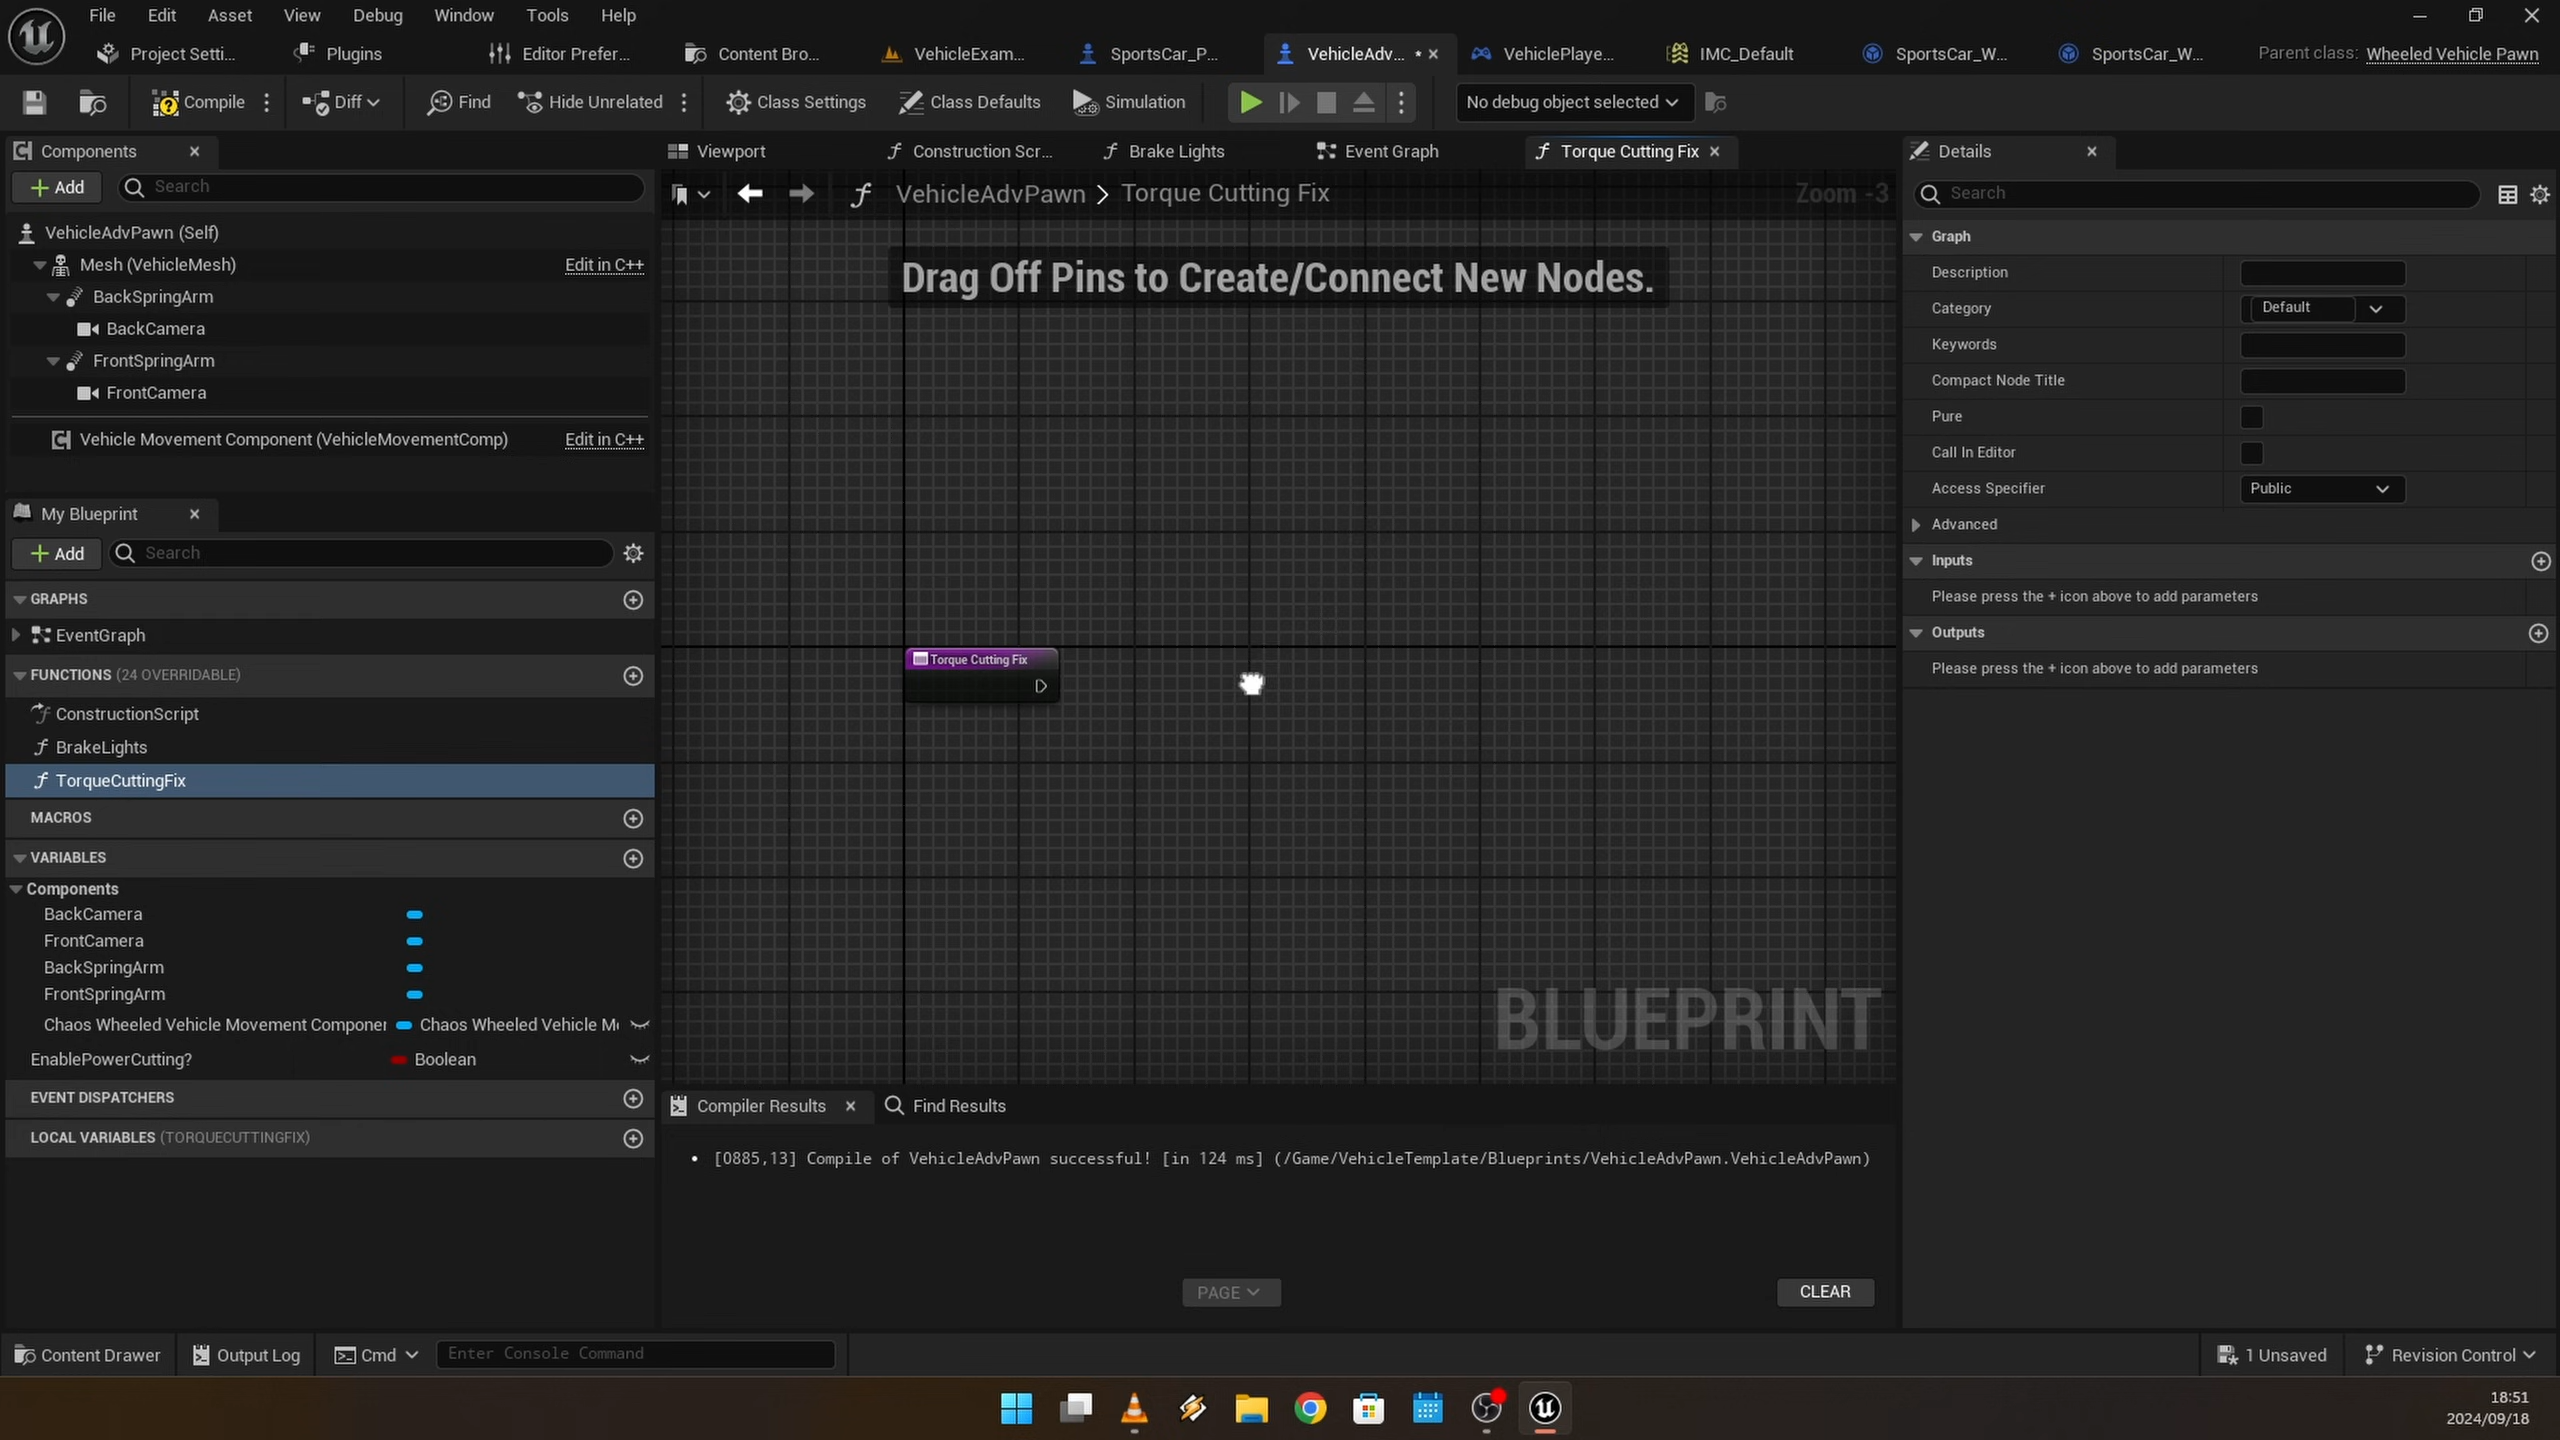 File Edit Asset View Debug Window Tools Help
Project Setti... Plugins Editor Prefer... Content Bro... VehicleExam... SportsCar_P... VehicleAdv... • VehiclePlaye... IMC_Default SportsCar_W... SportsCar_W... Parent class: Wheeled Vehicle Pawn
Compile Diff Find Hide Unrelated Class Settings Class Defaults Simulation No debug object selected
Components
Add Search
VehicleAdvPawn (Self)
Mesh (VehicleMesh) Edit in C++
BackSpringArm
BackCamera
FrontSpringArm
FrontCamera
Vehicle Movement Component (VehicleMovementComp) Edit in C++
My Blueprint
Add Search
GRAPHS
EventGraph
FUNCTIONS (24 OVERRIDABLE)
ConstructionScript
BrakeLights
TorqueCuttingFix
MACROS
VARIABLES
Components
BackCamera
FrontCamera
BackSpringArm
FrontSpringArm
Chaos Wheeled Vehicle Movement Componer Chaos Wheeled Vehicle M
EnablePowerCutting? Boolean
EVENT DISPATCHERS
LOCAL VARIABLES (TORQUECUTTINGFIX)
Viewport Construction Scr... Brake Lights Event Graph Torque Cutting Fix
VehicleAdvPawn > Torque Cutting Fix Zoom -3
Drag Off Pins to Create/Connect New Nodes.
Torque Cutting Fix
BLUEPRINT
Compiler Results Find Results
• [0885,13] Compile of VehicleAdvPawn successful! [in 124 ms] (/Game/VehicleTemplate/Blueprints/VehicleAdvPawn.VehicleAdvPawn)
PAGE CLEAR
Details
Search
Graph
Description
Category Default
Keywords
Compact Node Title
Pure
Call In Editor
Access Specifier Public
Advanced
Inputs
Please press the + icon above to add parameters
Outputs
Please press the + icon above to add parameters
Content Drawer Output Log Cmd Enter Console Command 1 Unsaved Revision Control
18:51
2024/09/18